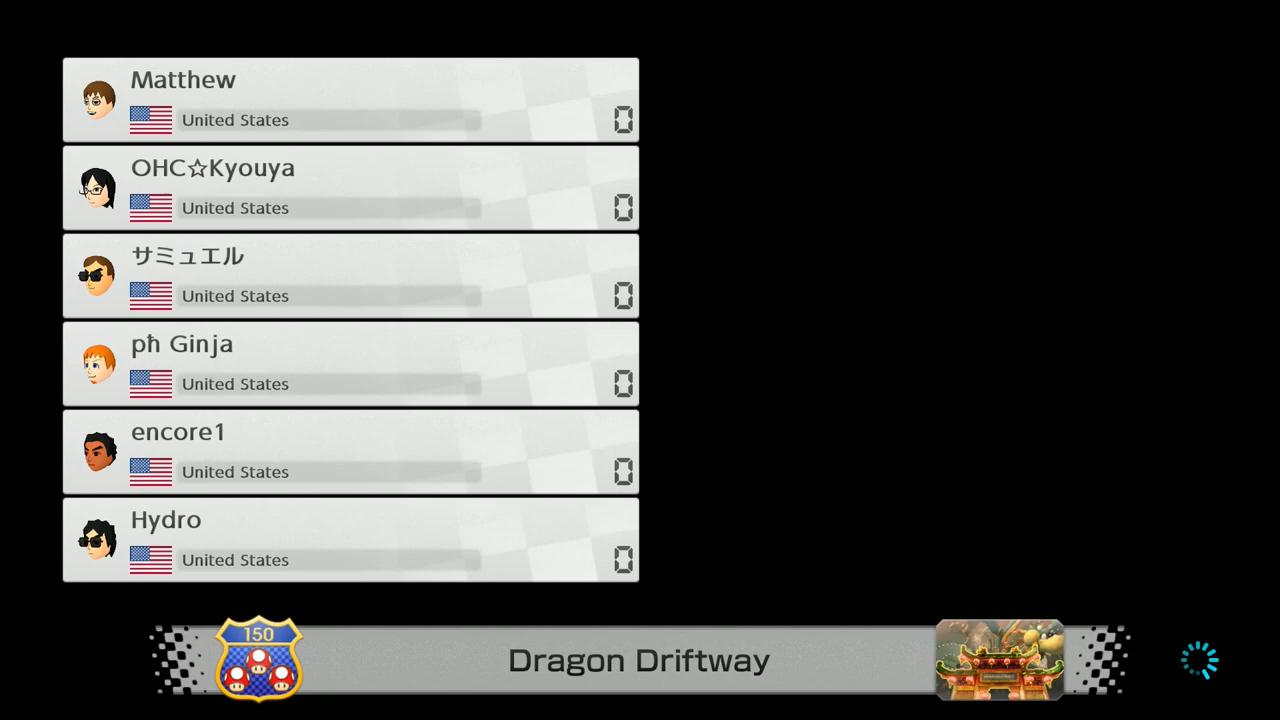 Matthew
United States
0
OHC☆Kyouya
United States
0
サミュエル
United States
0
pħ Ginja
United States
0
encore1
United States
0
Hydro
United States
0
150
Dragon Driftway